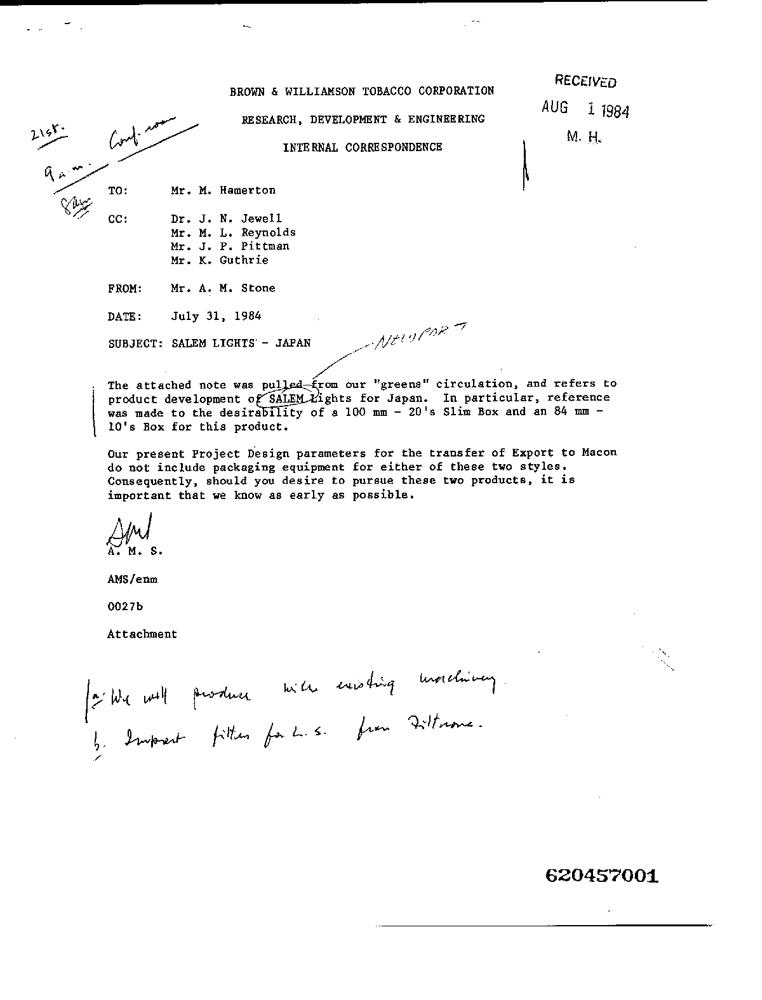 RECEIVED
AUG 1 1984
M. H.
BROWN & WILLIAMSON TOBACCO CORPORATION
RESEARCH, DEVELOPMENT & ENGINEERING
INTERNAL CORRESPONDENCE
21st.
Conf. room
9 a.m.
TO: Mr. M. Hamerton
CC: Dr. J. N. Jewell
Mr. M. L. Reynolds
Mr. J. P. Pittman
Mr. K. Guthrie
FROM: Mr. A. M. Stone
DATE: July 31, 1984
SUBJECT: SALEM LIGHTS - JAPAN
NEWPORT
The attached note was pulled from our "greens" circulation, and refers to
product development of SALEM Lights for Japan. In particular, reference
was made to the desirability of a 100 mm - 20's Slim Box and an 84 mm -
10's Box for this product.
Our present Project Design parameters for the transfer of Export to Macon
do not include packaging equipment for either of these two styles.
Consequently, should you desire to pursue these two products, it is
important that we know as early as possible.
A. M. S.
AMS/enm
0027b
Attachment
a. We will produce with existing machinery.
b. Import filters for L.S. from Filtrona.
620457001